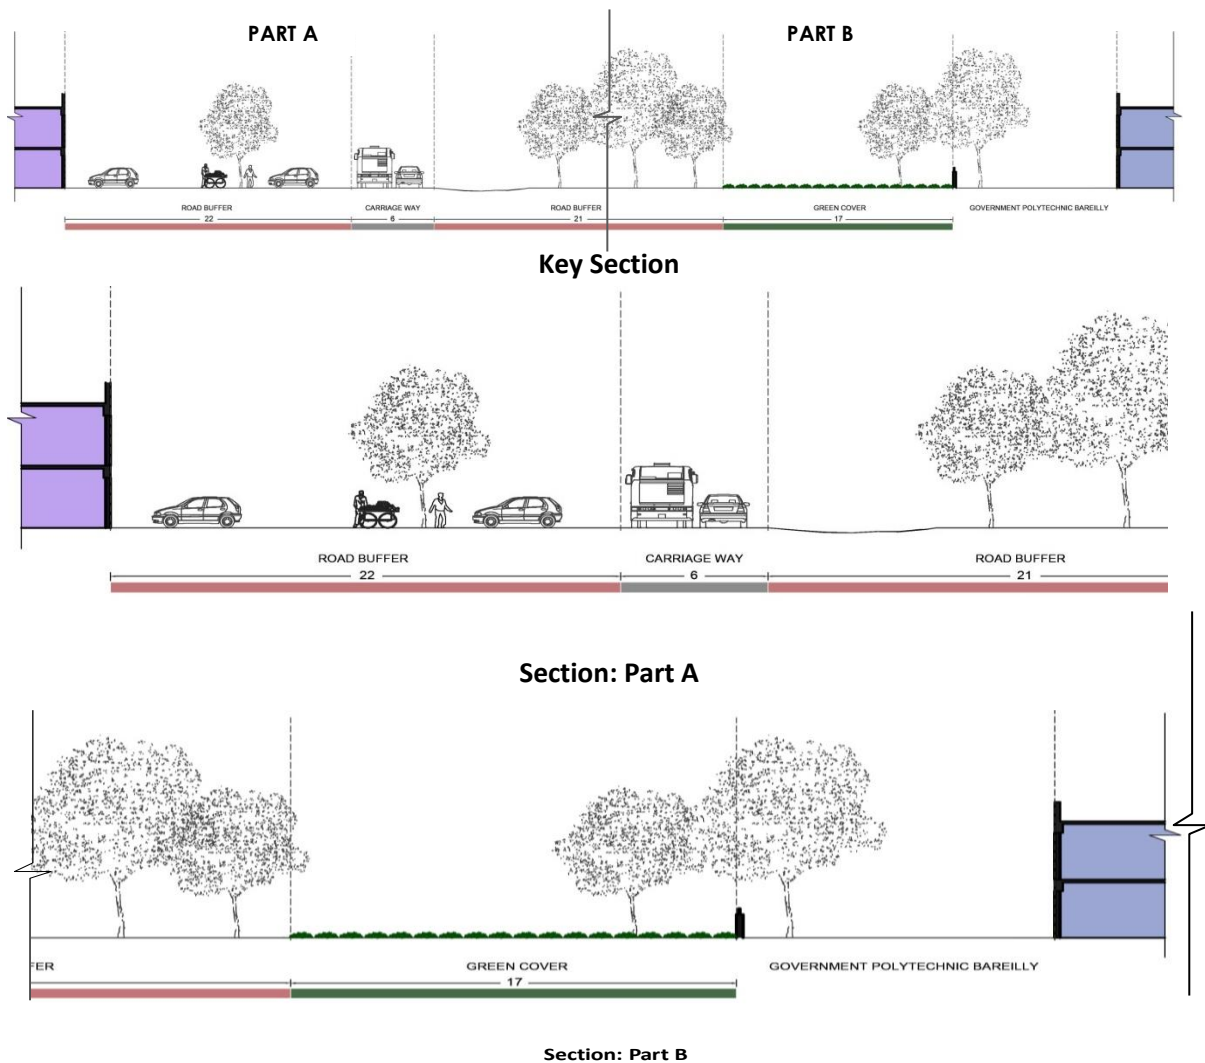 PART A
PART B
ROAD BUFFER
CARRIAGE WAY
ROAD BUFFER
GREEN COVER
GOVERNMENT POLYTECHNIC BAREILLY
22
6
21
17
Key Section
ROAD BUFFER
CARRIAGE WAY
ROAD BUFFER
22
6
21
Section: Part A
FER
GREEN COVER
GOVERNMENT POLYTECHNIC BAREILLY
17
Section: Part B